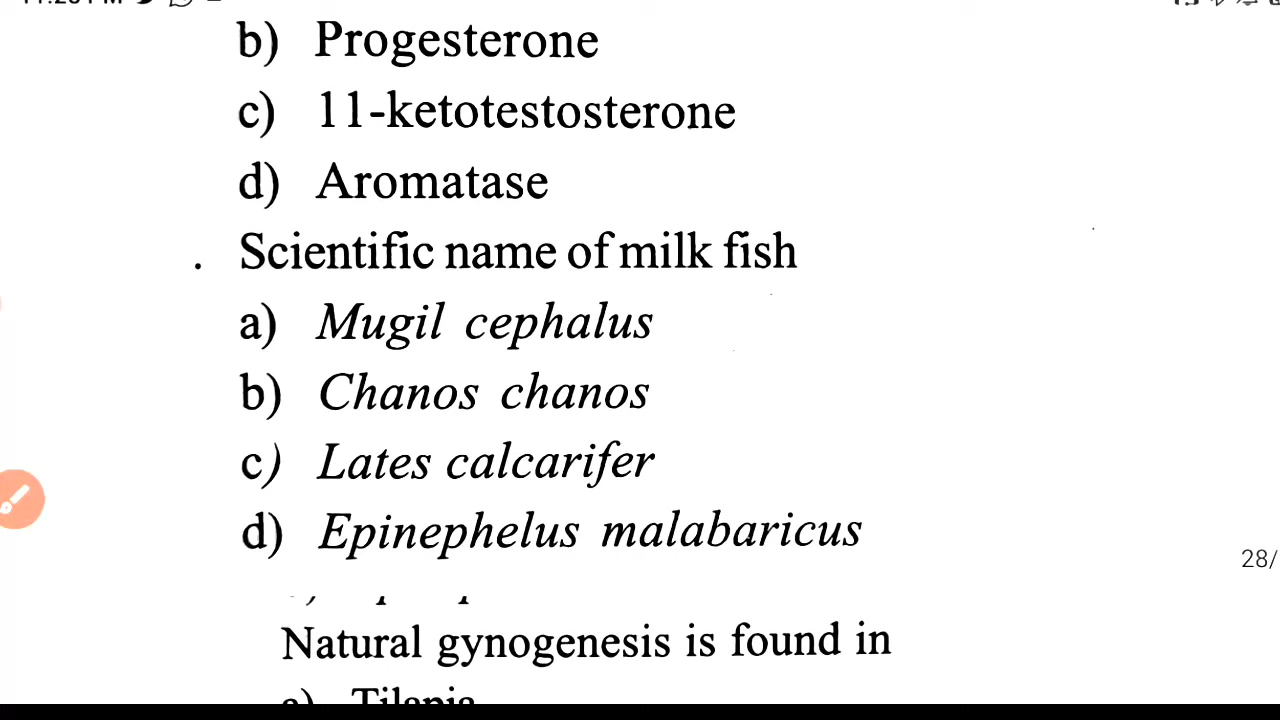 b) Progesterone
c) 11-ketotestosterone
d) Aromatase
. Scientific name of milk fish
a) Mugil cephalus
b) Chanos chanos
c) Lates calcarifer
d) Epinephelus malabaricus
28/
Natural gynogenesis is found in
a) Tilapia